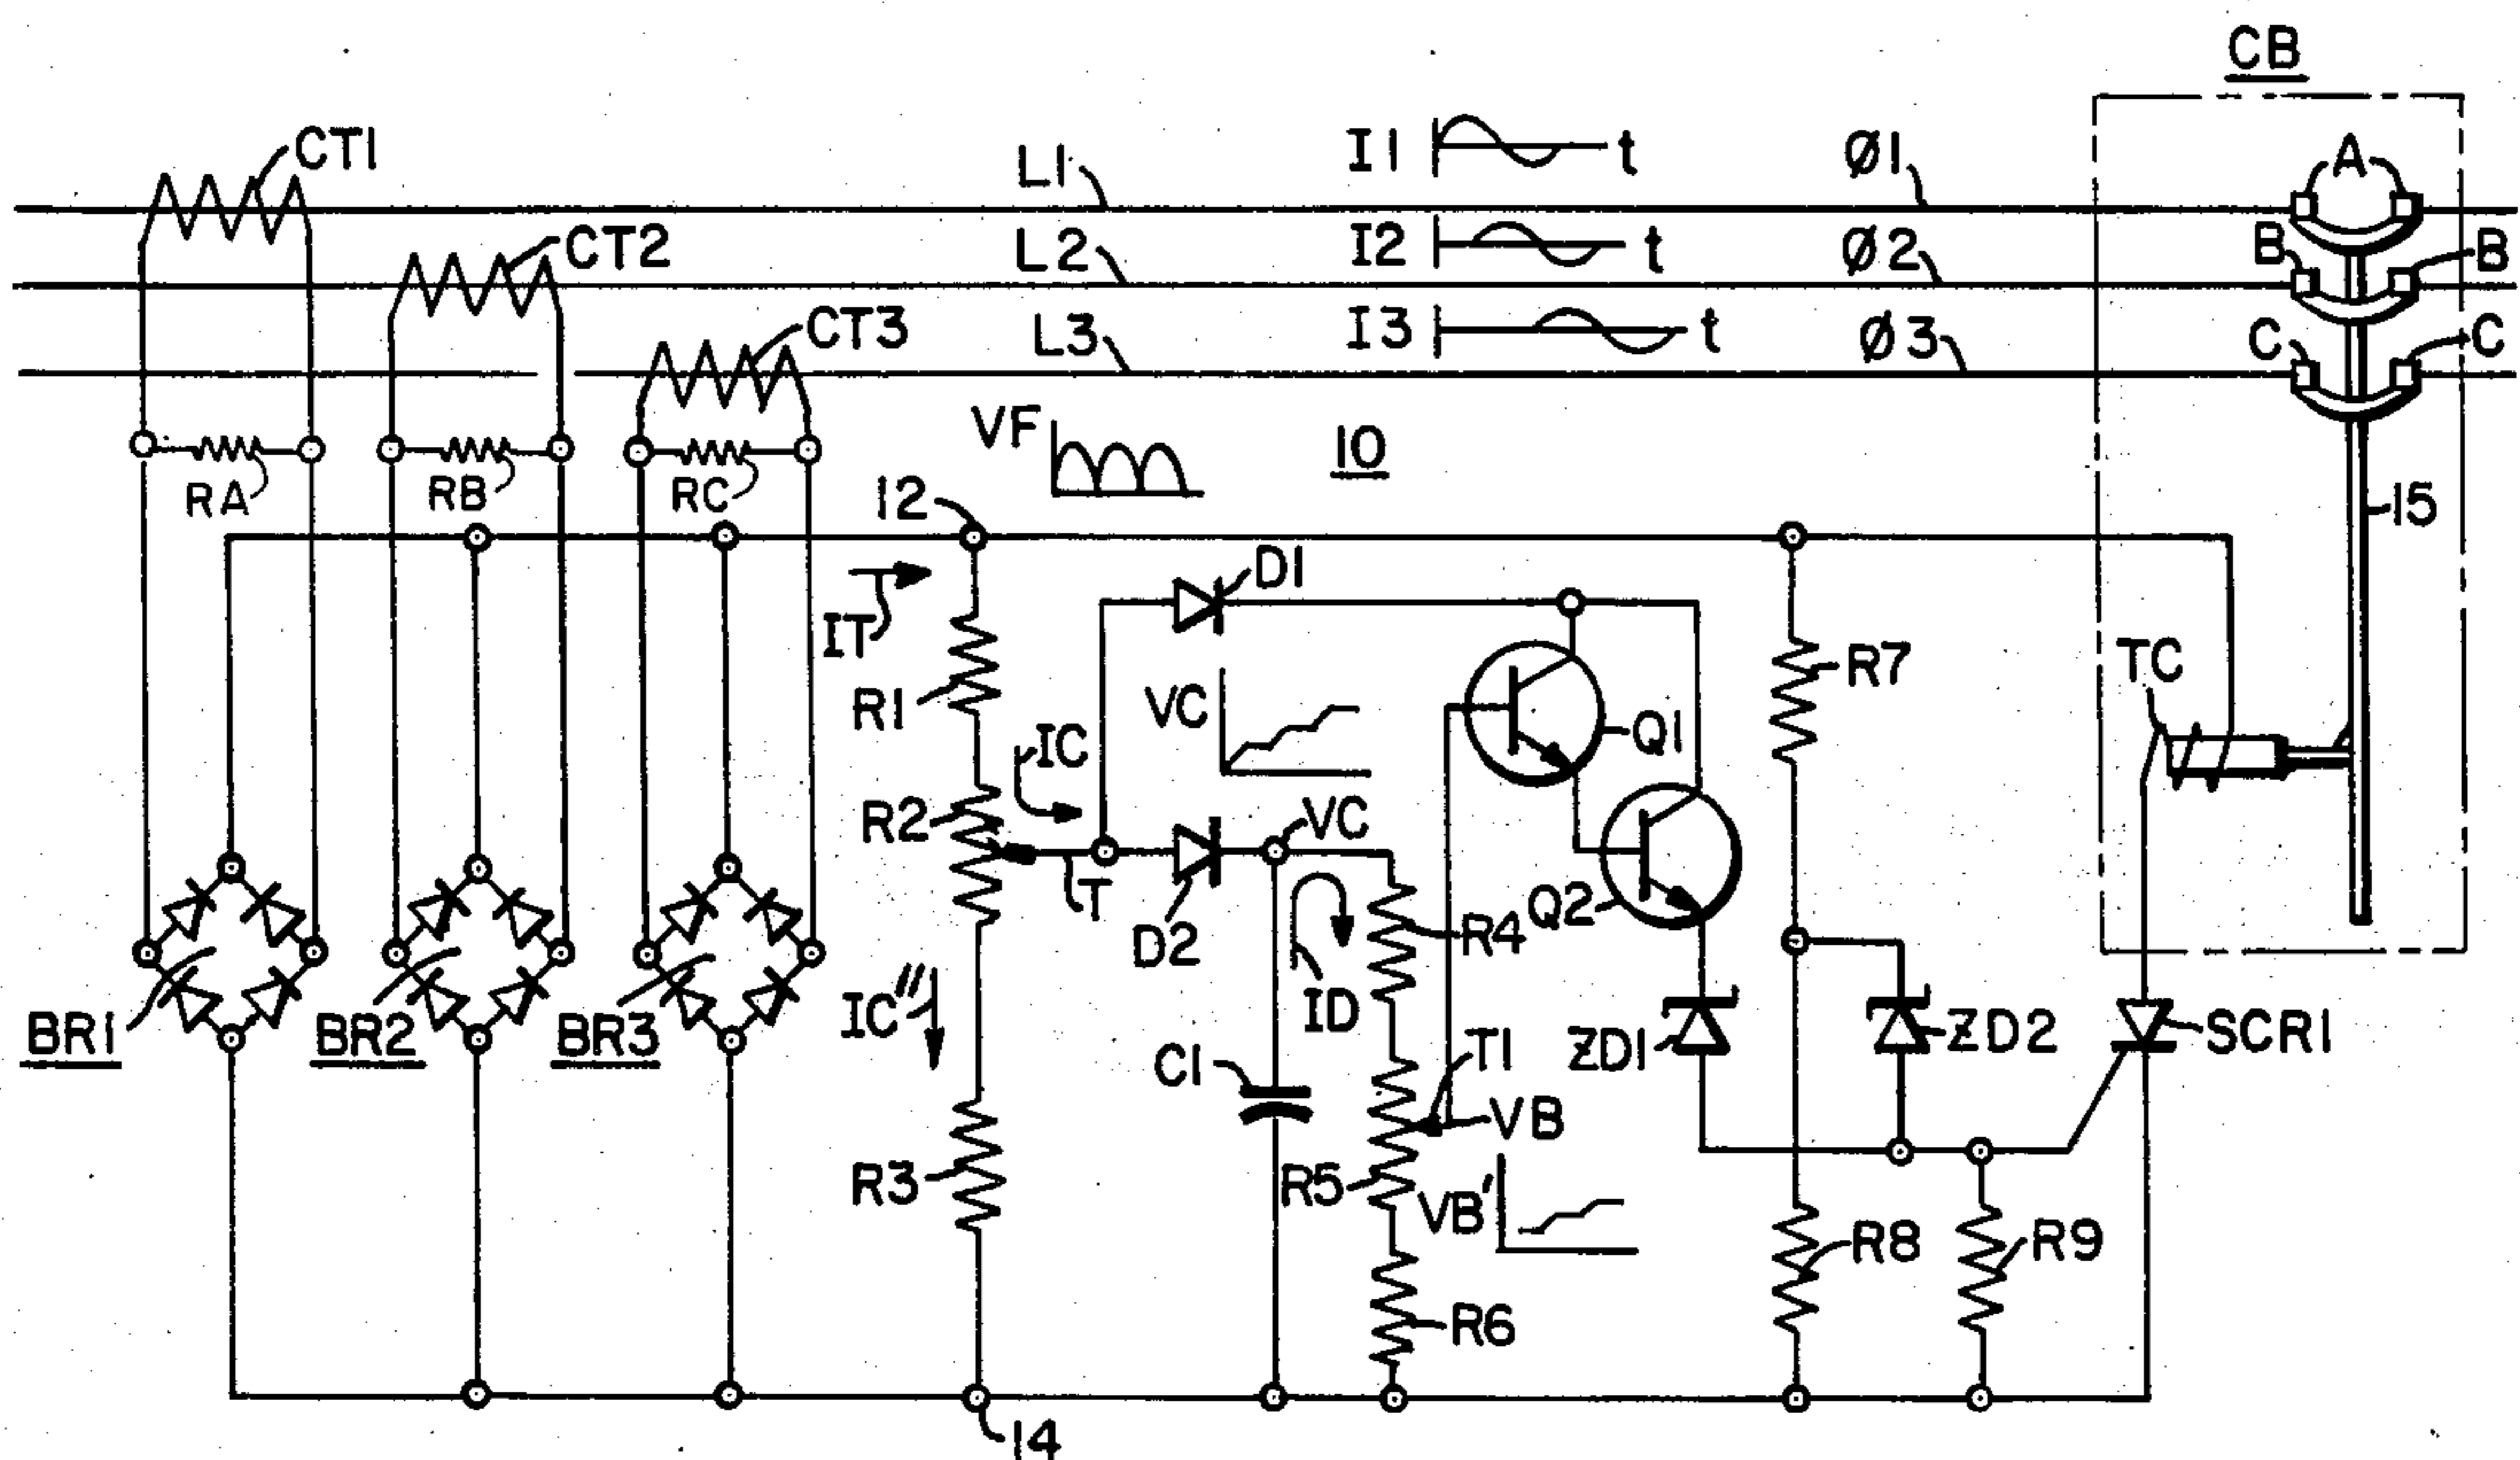 CB
CT1
L1
I1
t
Ø1
A
CT2
L2
I2
t
Ø2
B
B
CT3
L3
I3
t
Ø3
C
C
VF
10
RA
RB
RC
12
15
IT
D1
R1
VC
Q1
R7
TC
IC
R2
VC
T
D2
R4
Q2
IC"
ID
BR1
BR2
BR3
C1
T1
ZD1
ZD2
SCR1
VB
R3
R5
VB'
R8
R9
R6
14